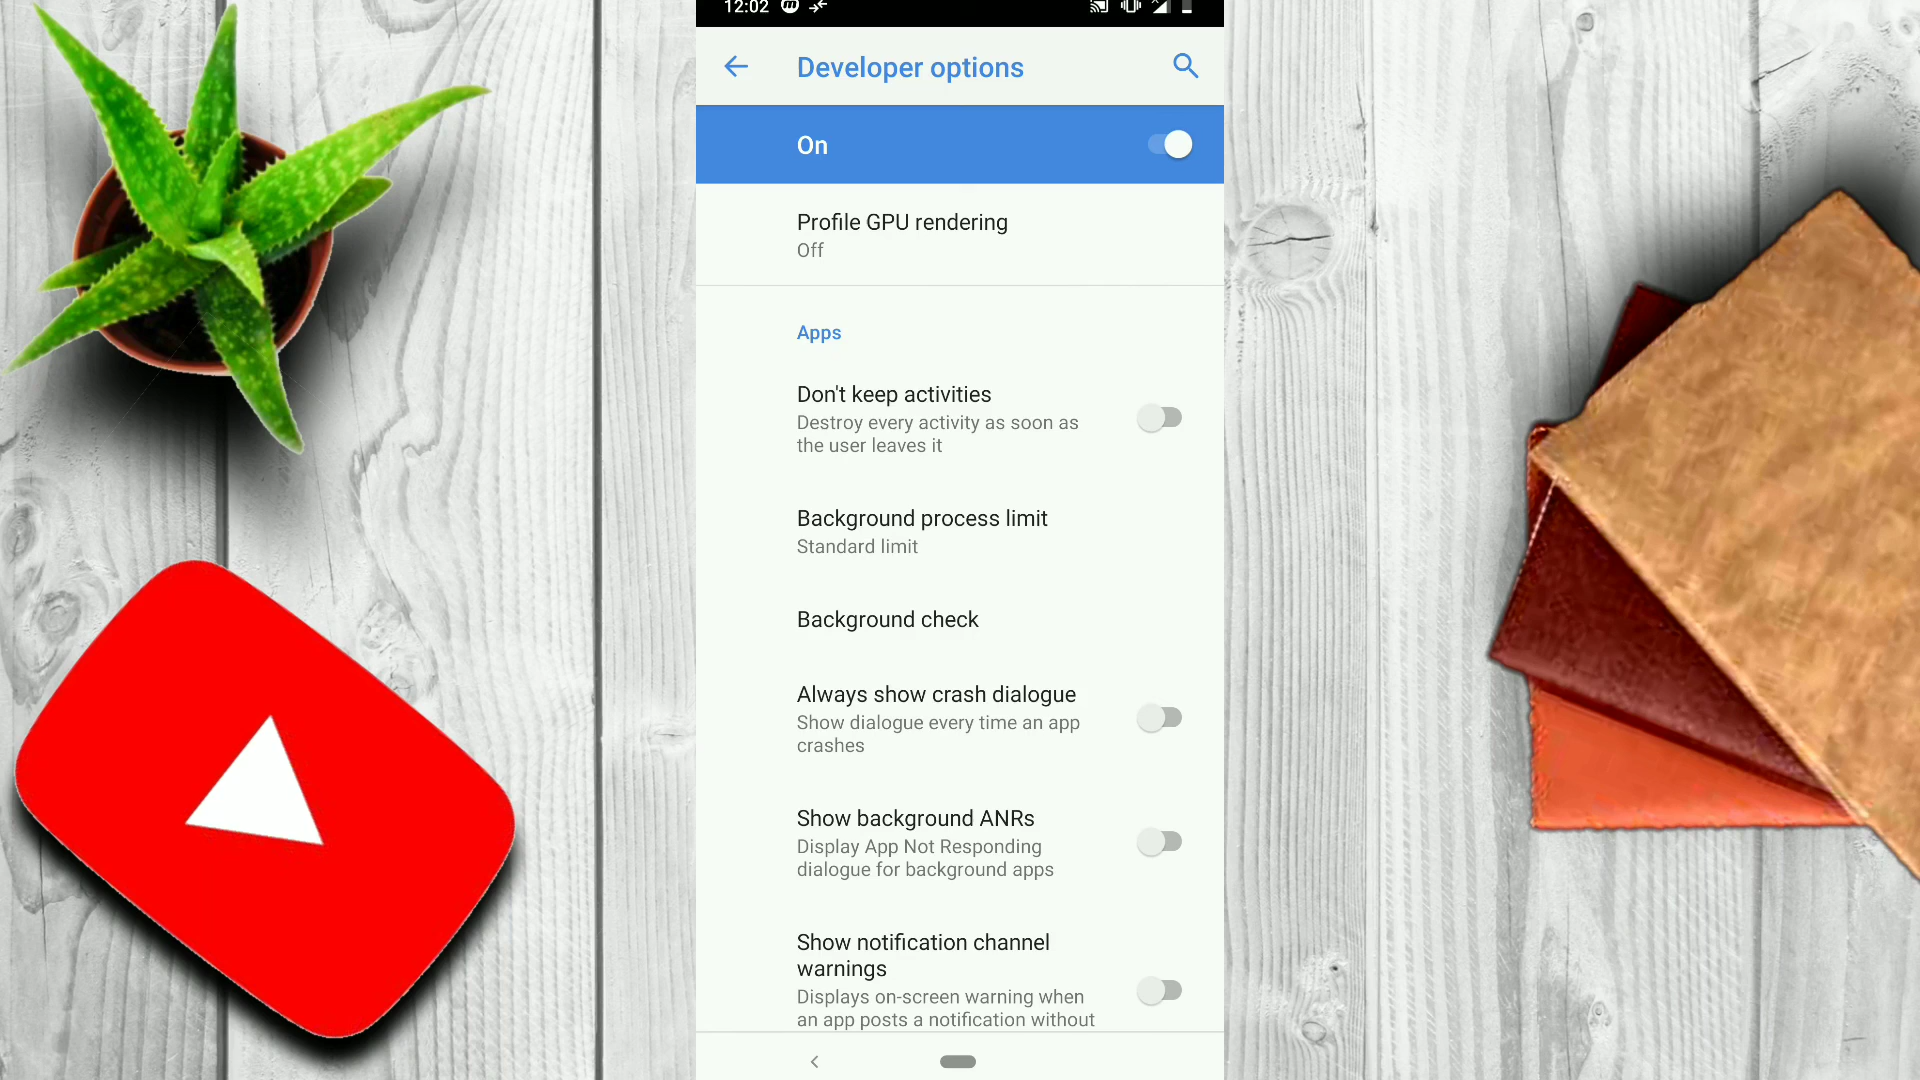 12:02
Developer options
On
Profile GPU rendering
Off
Apps
Don't keep activities
Destroy every activity as soon as
the user leaves it
Background process limit
Standard limit
Background check
Always show crash dialogue
Show dialogue every time an app
crashes
Show background ANRs
Display App Not Responding
dialogue for background apps
Show notification channel
warnings
Displays on-screen warning when
an app posts a notification without